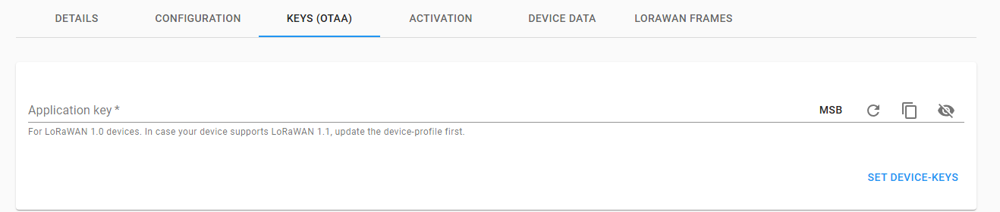 DETAILS CONFIGURATION KEYS (OTAA) ACTIVATION DEVICE DATA LORAWAN FRAMES
Application key * MSB
For LoRaWAN 1.0 devices. In case your device supports LoRaWAN 1.1, update the device-profile first.
SET DEVICE-KEYS